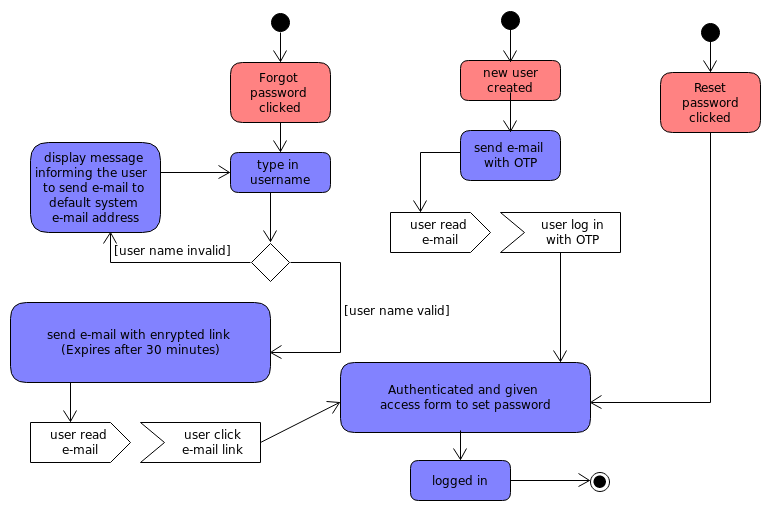 Forgot
password
clicked
new user
created
Reset
password
clicked
display message
informing the user
to send e-mail to
default system
e-mail address
type in
username
send e-mail
with OTP
user read
e-mail
user log in
with OTP
[user name invalid]
[user name valid]
send e-mail with enrypted link
(Expires after 30 minutes)
Authenticated and given
access form to set password
user read
e-mail
user click
e-mail link
logged in